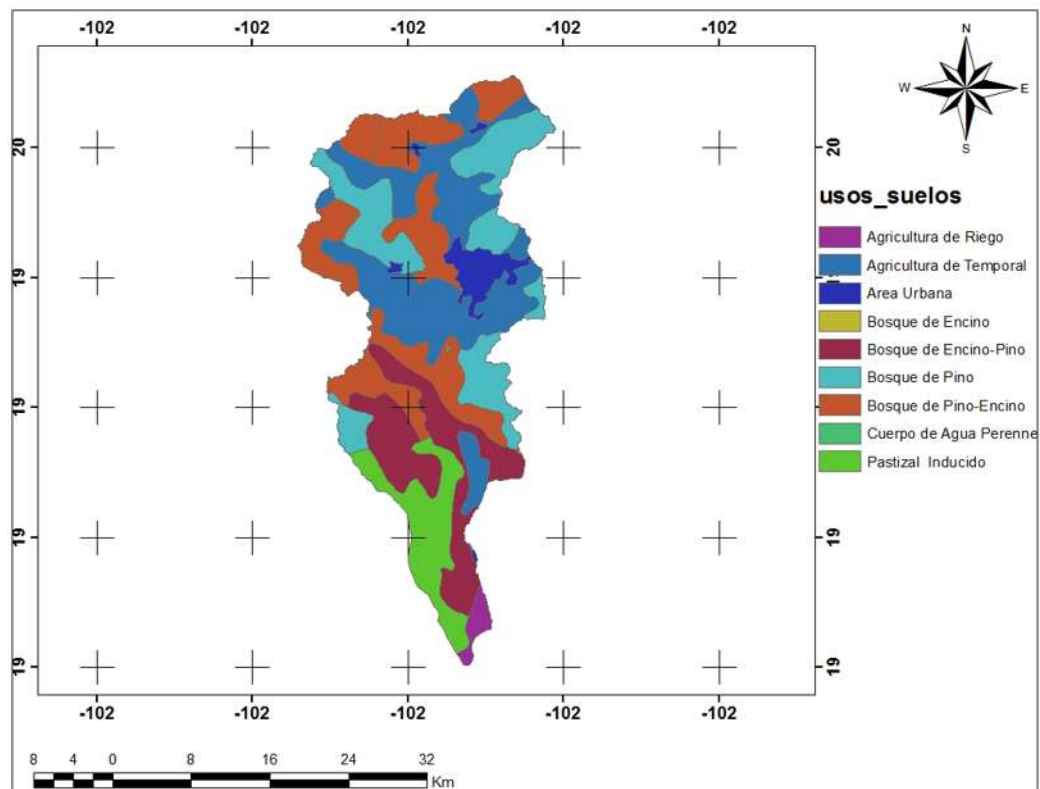 -102 -102 -102 -102 -102
N
W E
S
20 20
usos_suelos
Agricultura de Riego
Agricultura de Temporal
Area Urbana
Bosque de Encino
Bosque de Encino-Pino
Bosque de Pino
Bosque de Pino-Encino
Cuerpo de Agua Perenne
Pastizal Inducido
19 19
19 19
19 19
19 19
-102 -102 -102 -102 -102
8 4 0 8 16 24 32
Km